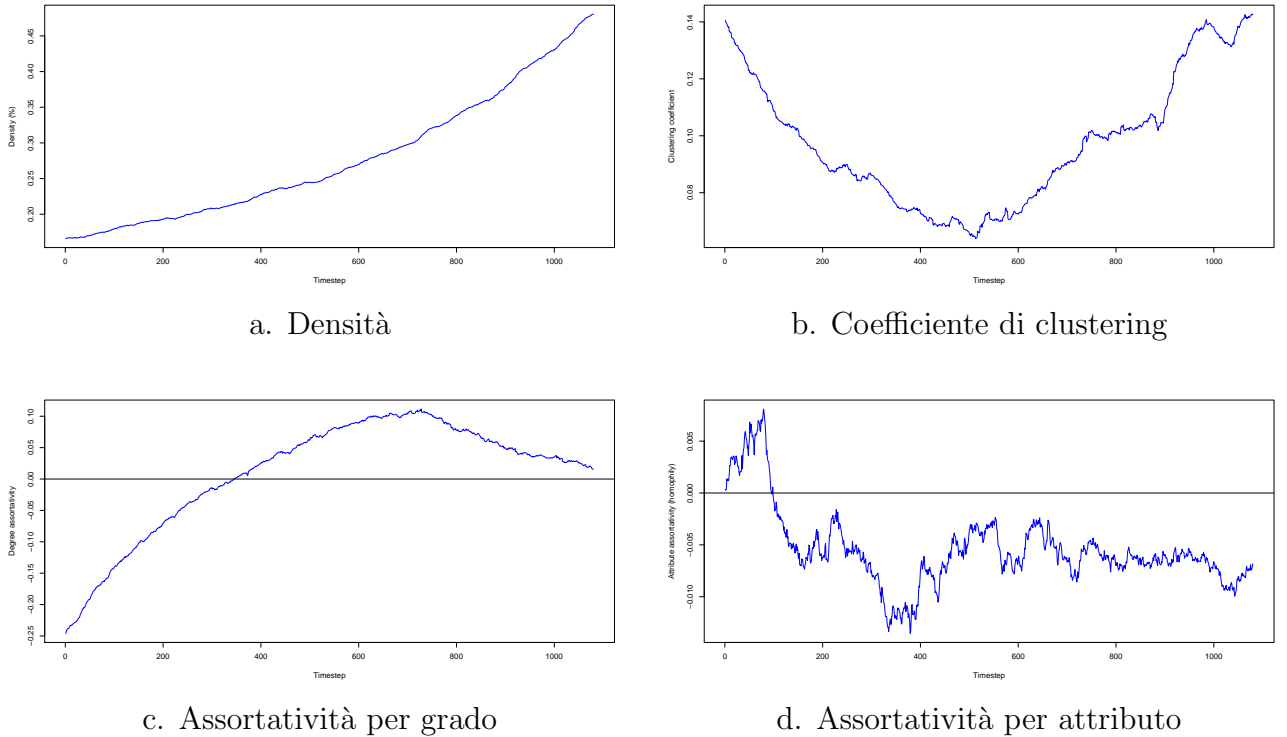 Density (%)
0.20 0.25 0.30 0.35 0.40 0.45
0 200 400 600 800 1000
Timestep
a. Densità
Clustering coefficient
0.08 0.10 0.12 0.14
0 200 400 600 800 1000
Timestep
b. Coefficiente di clustering
Degree assortativity
−0.25 −0.20 −0.15 −0.10 −0.05 0.00 0.05 0.10
0 200 400 600 800 1000
Timestep
c. Assortatività per grado
Attribute assortativity (homophily)
−0.010 −0.005 0.000 0.005
0 200 400 600 800 1000
Timestep
d. Assortatività per attributo